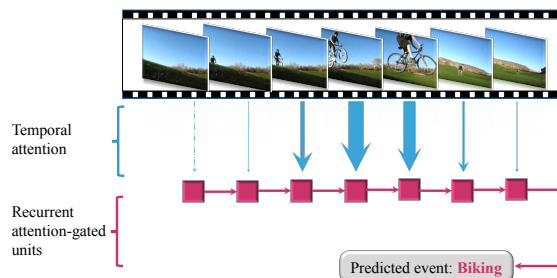 Temporal
attention
Recurrent
attention-gated
units
Predicted event: Biking